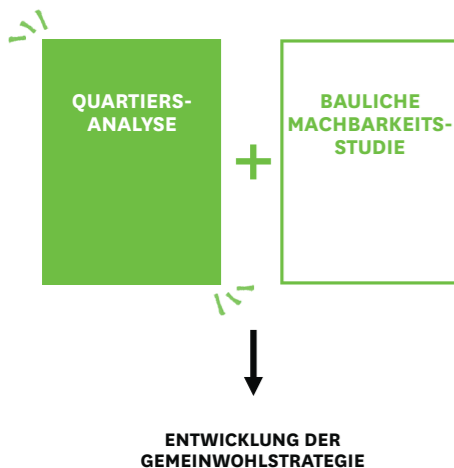 QUARTIERS-
ANALYSE
+
BAULICHE
MACHBARKEITS-
STUDIE
ENTWICKLUNG DER
GEMEINWOHLSTRATEGIE